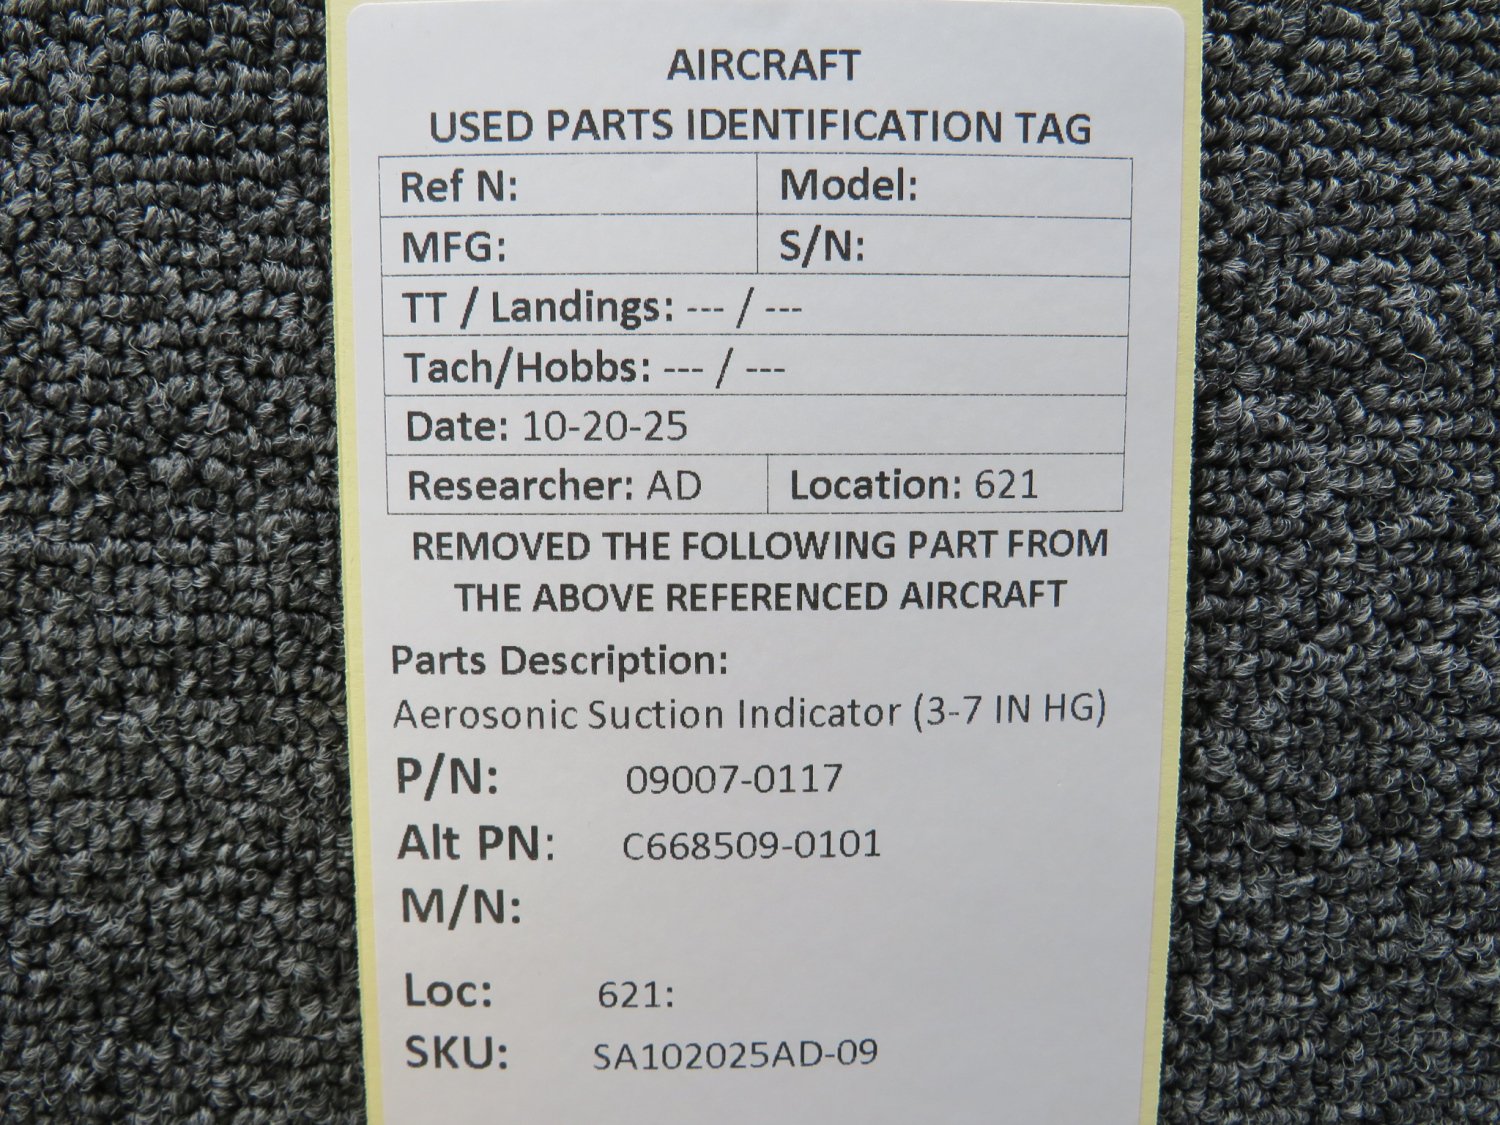 AIRCRAFT
USED PARTS IDENTIFICATION TAG
Ref N: Model:
MFG: S/N:
TT / Landings: --- / ---
Tach/Hobbs: --- / ---
Date: 10-20-25
Researcher: AD Location: 621
REMOVED THE FOLLOWING PART FROM
THE ABOVE REFERENCED AIRCRAFT
Parts Description:
Aerosonic Suction Indicator (3-7 IN HG)
P/N: 09007-0117
Alt PN: C668509-0101
M/N:
Loc: 621:
SKU: SA102025AD-09